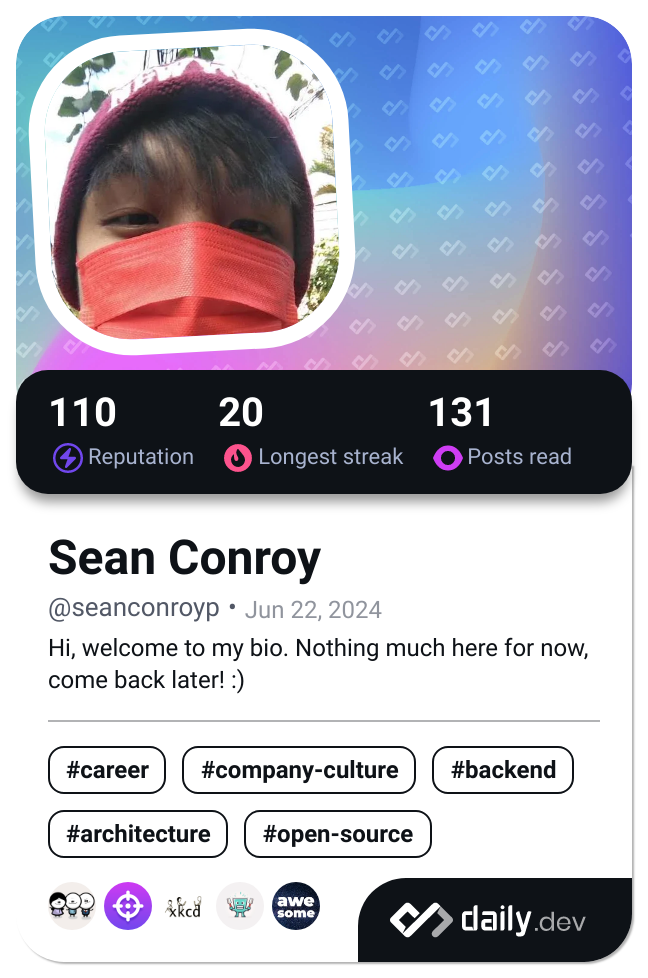 110 20 131
Reputation Longest streak Posts read
Sean Conroy
@seanconroyp • Jun 22, 2024
Hi, welcome to my bio. Nothing much here for now,
come back later! :)
#career #company-culture #backend
#architecture #open-source
xkcd awe
some
daily.dev